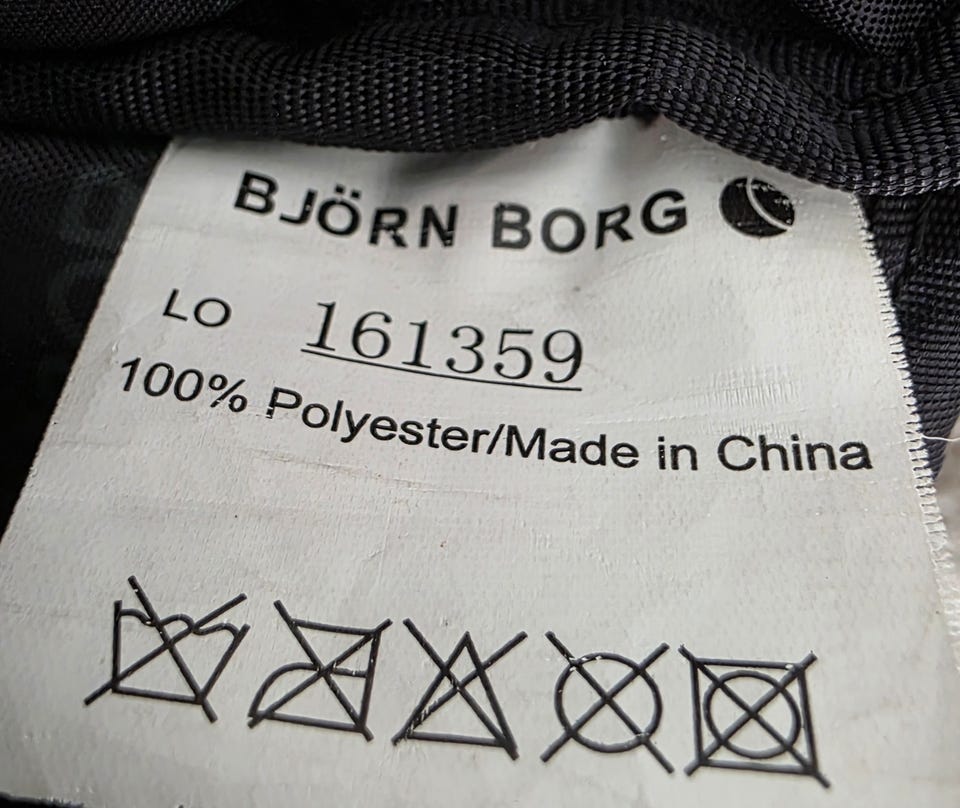 BJÖRN BORG
LO 161359
100% Polyester/Made in China